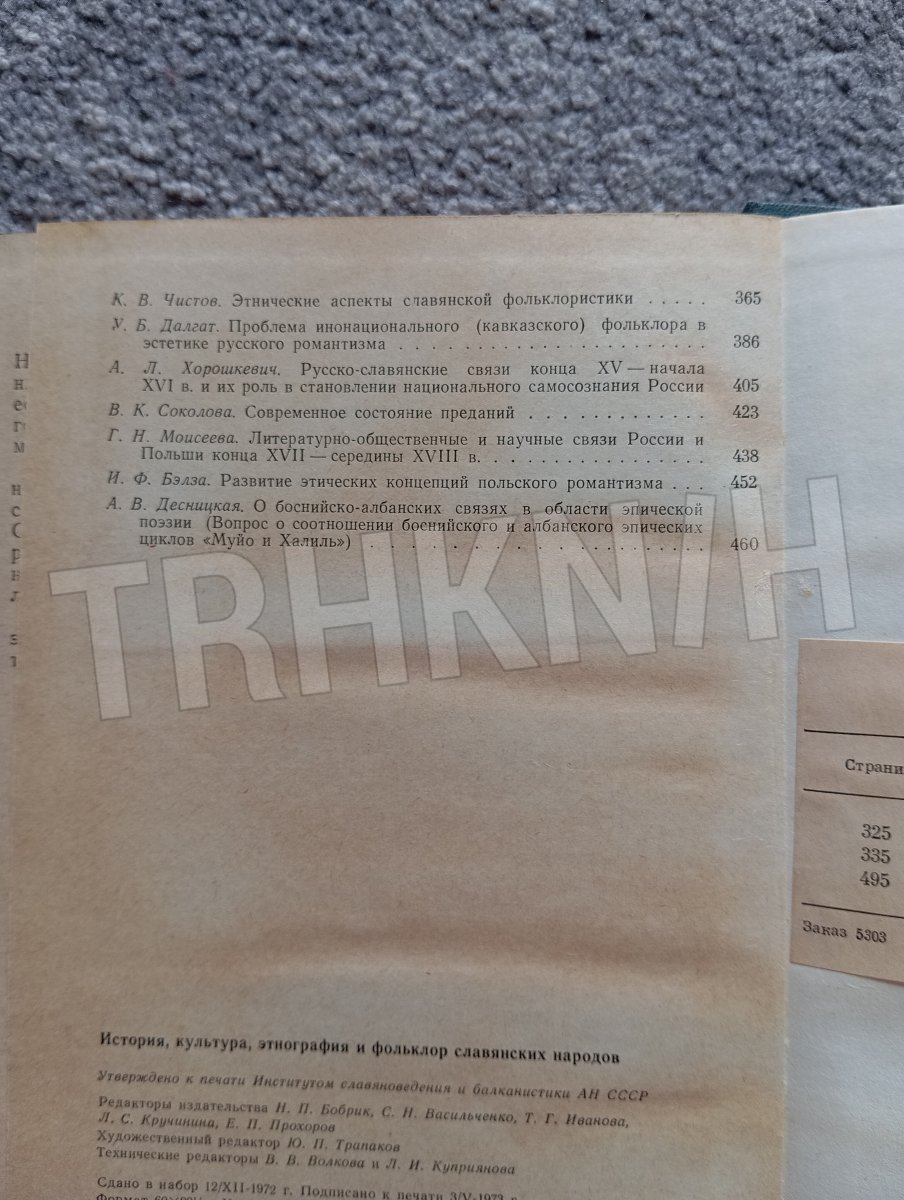 К. В. Чистов. Этнические аспекты славянской фольклористики . . . . . 365
У. Б. Далгат. Проблема инонационального (кавказского) фольклора в
эстетике русского романтизма . . . . . . . . . . . . . . . . . . . . 386
А. Л. Хорошкевич. Русско-славянские связи конца XV — начала
XVI в. и их роль в становлении национального самосознания России 405
В. К. Соколова. Современное состояние преданий . . . . . . . . . . . . . 423
Г. Н. Моисеева. Литературно-общественные и научные связи России и
Польши конца XVII — середины XVIII в. . . . . . . . . . . . . . . . 438
И. Ф. Бэлза. Развитие этических концепций польского романтизма . . . 452
А. В. Десницкая. О боснийско-албанских связях в области эпической
поэзии (Вопрос о соотношении боснийского и албанского эпических
циклов «Муйо и Халиль») . . . . . . . . . . . . . . . . . 460
TRHKN/H
Страни
325
335
495
Заказ 5303
История, культура, этнография и фольклор славянских народов
Утверждено к печати Институтом славяноведения и балканистики АН СССР
Редакторы издательства Н. П. Бобрик, С. Н. Васильченко, Т. Г. Иванова,
Л. С. Кручинина, Е. П. Прохоров
Художественный редактор Ю. П. Трапаков
Технические редакторы В. В. Волкова и Л. И. Куприянова
Сдано в набор 12/XII-1972 г. Подписано к печати 3/V-1973 г.